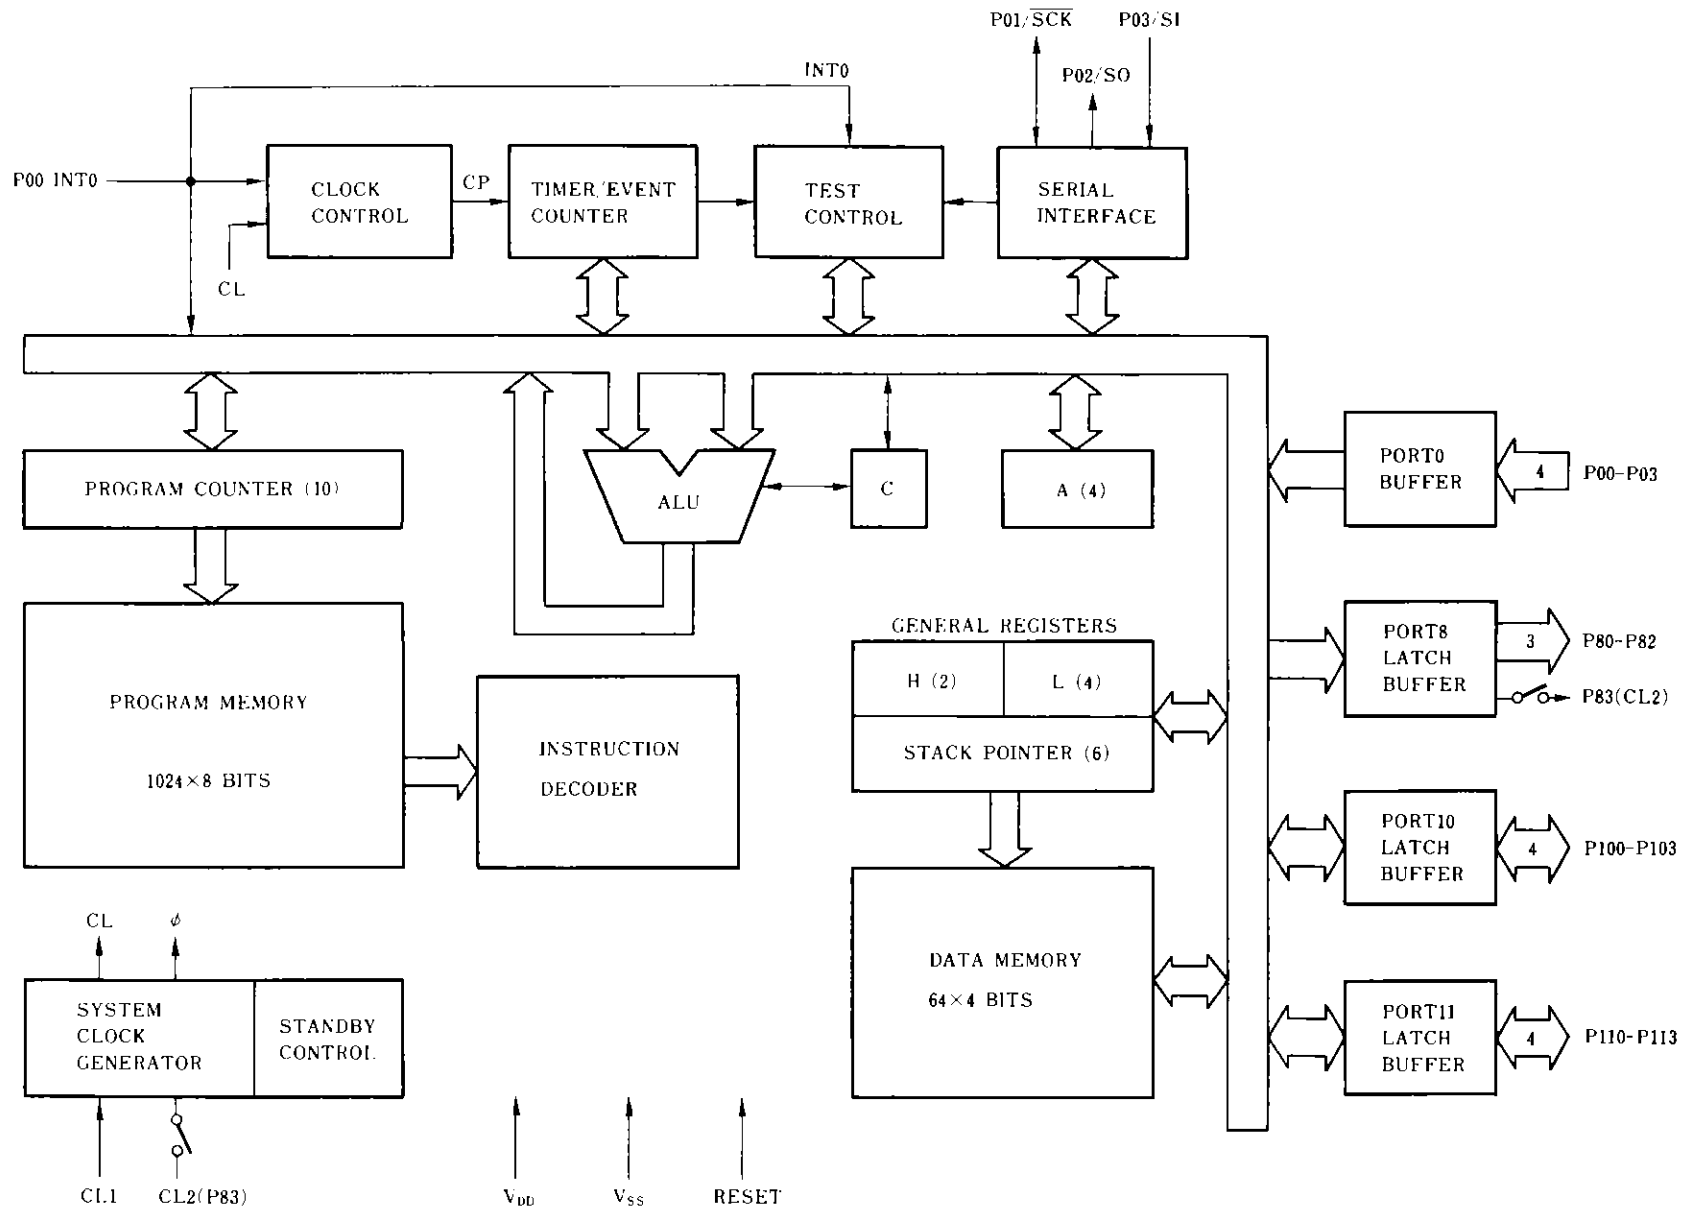 P01/SCK
P03/SI
P02/SO
INT0
P00 INT0
CLOCK
CONTROL
CP
TIMER/EVENT
COUNTER
TEST
CONTROL
SERIAL
INTERFACE
CL
PROGRAM COUNTER (10)
ALU
C
A (4)
PORT0
BUFFER
4
P00-P03
GENERAL REGISTERS
H (2)
L (4)
STACK POINTER (6)
PORT8
LATCH
BUFFER
3
P80-P82
P83(CL2)
PROGRAM MEMORY
1024×8 BITS
INSTRUCTION
DECODER
PORT10
LATCH
BUFFER
4
P100-P103
DATA MEMORY
64×4 BITS
CL
ϕ
SYSTEM
CLOCK
GENERATOR
STANDBY
CONTROL
PORT11
LATCH
BUFFER
4
P110-P113
CL1
CL2(P83)
VDD
VSS
RESET